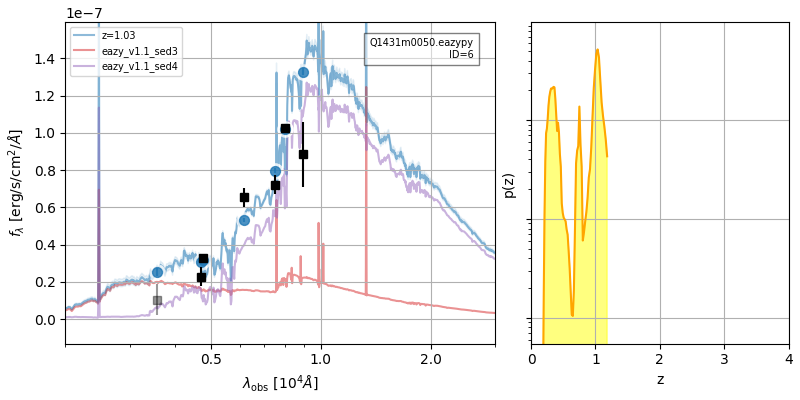 1e−7
z=1.03
eazy_v1.1_sed3
eazy_v1.1_sed4
Q1431m0050.eazypy
ID=6
1.4
1.2
1.0
0.8
0.6
0.4
0.2
0.0
f_λ [erg/s/cm²/Å]
0.5 1.0 2.0
λ_obs [10⁴Å]
p(z)
0 1 2 3 4
z